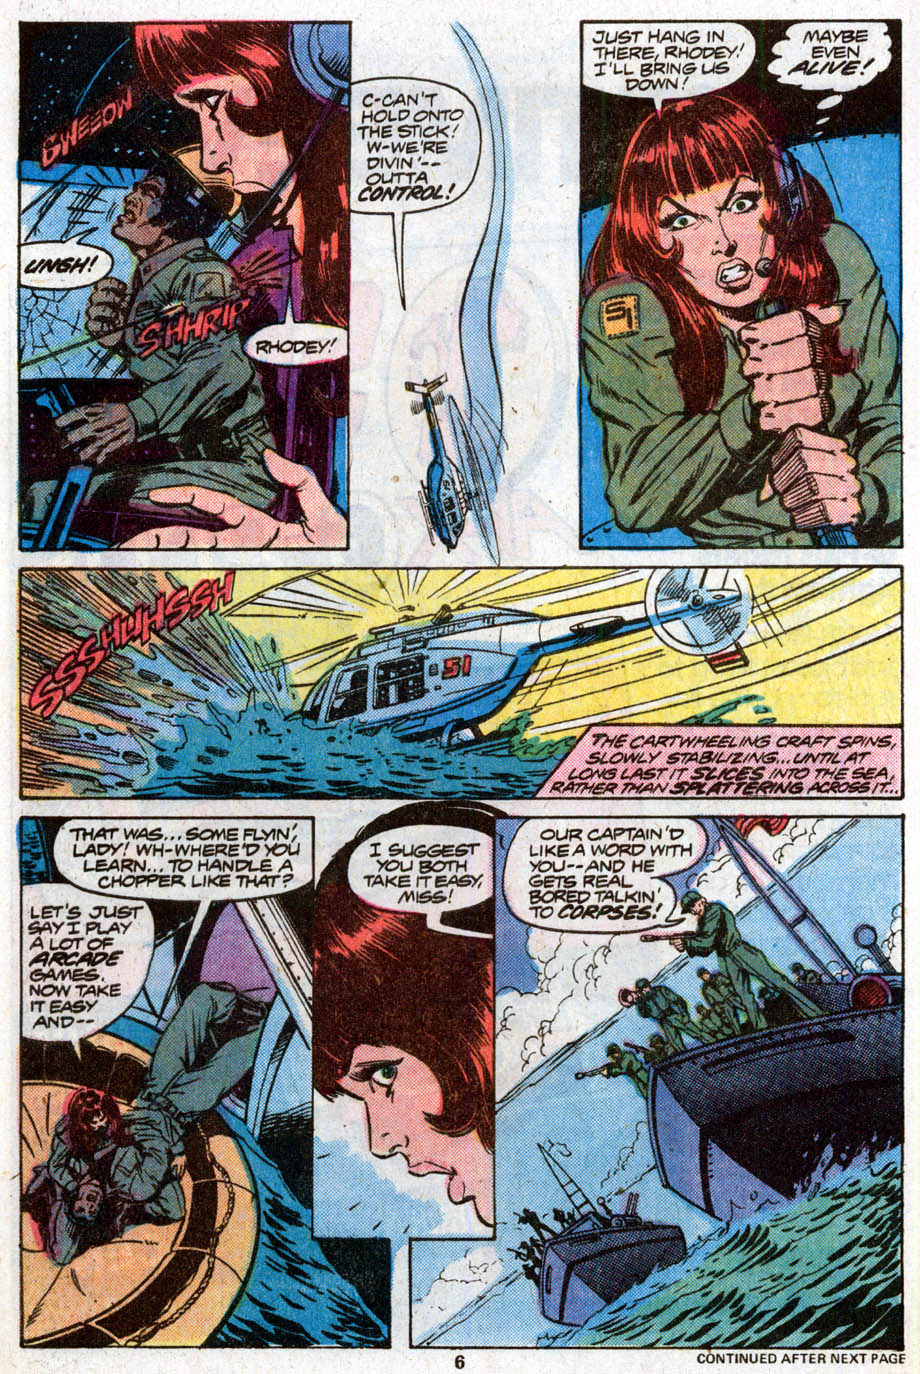 GWEEOW
UNGH!
SHHRIP
RHODEY!
C-CAN'T
HOLD ONTO
THE STICK!
W-WE'RE
DIVIN'--
OUTTA
CONTROL!
JUST HANG IN
THERE, RHODEY!
I'LL BRING US
DOWN!
MAYBE
EVEN
ALIVE!
SI
SSSHUHSSSH
SI
THE CARTWHEELING CRAFT SPINS,
SLOWLY STABILIZING...UNTIL AT
LONG LAST IT SLICES INTO THE SEA,
RATHER THAN SPLATTERING ACROSS IT...
THAT WAS... SOME FLYIN',
LADY! WH-WHERE'D YOU
LEARN... TO HANDLE A
CHOPPER LIKE THAT?
LET'S JUST
SAY I PLAY
A LOT OF
ARCADE
GAMES.
NOW TAKE
IT EASY
AND--
I SUGGEST
YOU BOTH
TAKE IT EASY,
MISS!
OUR CAPTAIN'D
LIKE A WORD WITH
YOU--AND HE
GETS REAL
BORED TALKIN'
TO CORPSES!
6
CONTINUED AFTER NEXT PAGE